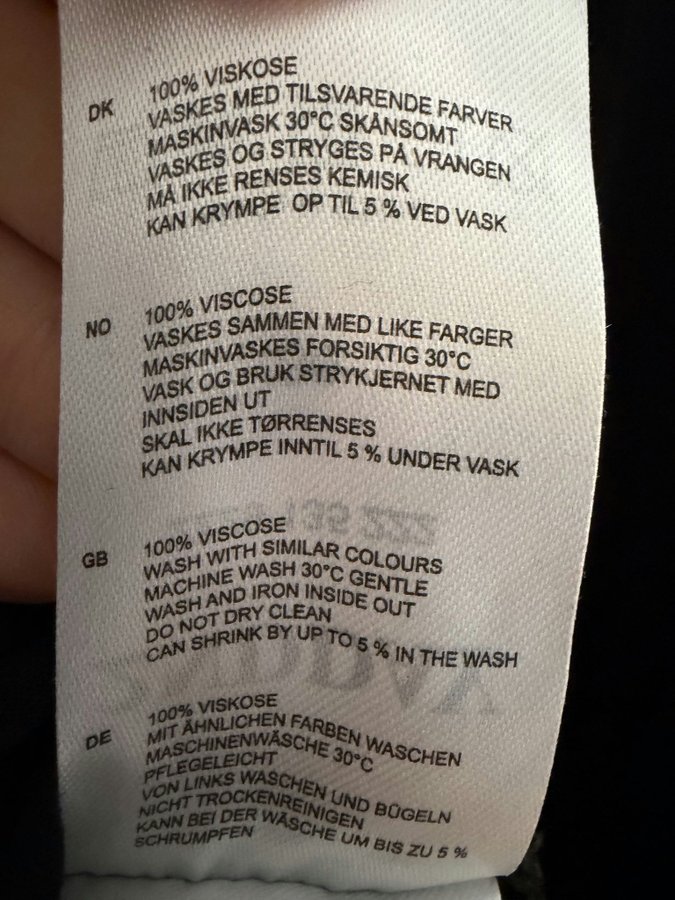 DK
100% VISKOSE
VASKES MED TILSVARENDE FARVER
MASKINVASK 30°C SKÅNSOMT
VASKES OG STRYGES PÅ VRANGEN
MÅ IKKE RENSES KEMISK
KAN KRYMPE OP TIL 5 % VED VASK
NO
100% VISCOSE
VASKES SAMMEN MED LIKE FARGER
MASKINVASKES FORSIKTIG 30°C
VASK OG BRUK STRYKJERNET MED
INNSIDEN UT
SKAL IKKE TØRRENSES
KAN KRYMPE INNTIL 5 % UNDER VASK
GB
100% VISCOSE
WASH WITH SIMILAR COLOURS
MACHINE WASH 30°C GENTLE
WASH AND IRON INSIDE OUT
DO NOT DRY CLEAN
CAN SHRINK BY UP TO 5 % IN THE WASH
DE
100% VISKOSE
MIT ÄHNLICHEN FARBEN WASCHEN
MASCHINENWÄSCHE 30°C
PFLEGELEICHT
VON LINKS WASCHEN UND BÜGELN
NICHT TROCKENREINIGEN
KANN BEI DER WÄSCHE UM BIS ZU 5 %
SCHRUMPFEN